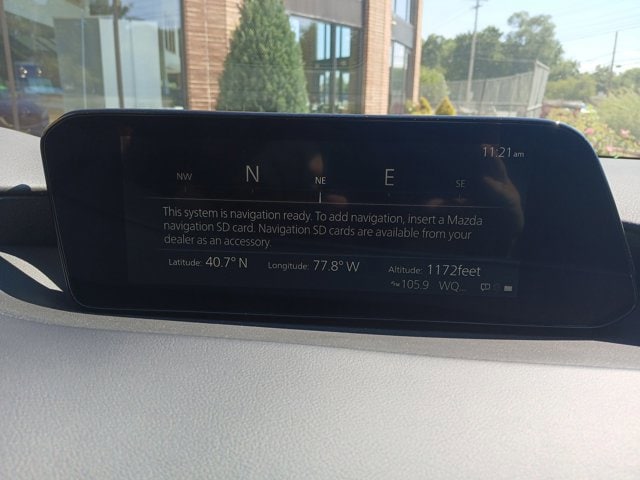 11:21am
NW N NE E SE
This system is navigation ready. To add navigation, insert a Mazda
navigation SD card. Navigation SD cards are available from your
dealer as an accessory.
Latitude: 40.7° N Longitude: 77.8° W Altitude: 1172feet
105.9 WQ...